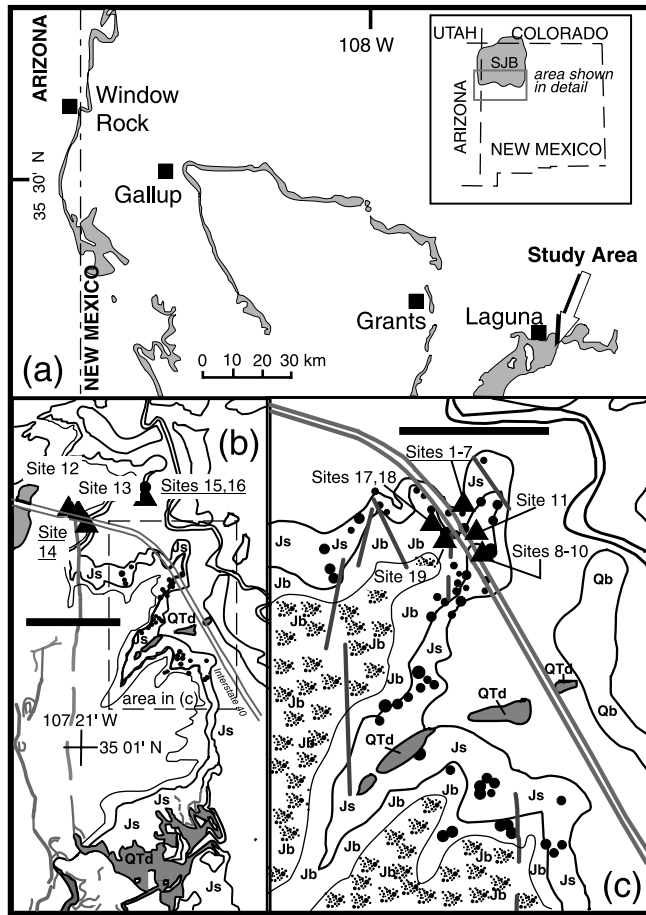 108 W
UTAH
COLORADO
SJB
area shown
in detail
ARIZONA
NEW MEXICO
ARIZONA
Window
Rock
35 30' N
Gallup
NEW MEXICO
Study Area
Grants
Laguna
0 10 20 30 km
(a)
(b)
Site 12
Site 13
Sites 15,16
Site
14
Js
Js
QTd
Js
Interstate 40
area in (c)
107 21' W
35 01' N
Js
Js
QTd
Js
Sites 1-7
Js
Sites 17,18
Site 11
Js
Jb
Js
Jb
Sites 8-10
Site 19
Jb
Qb
Jb
Jb
Js
QTd
QTd
QTd
Js
Qb
Js
Jb
Jb
Jb
Js
Jb
Js
(c)